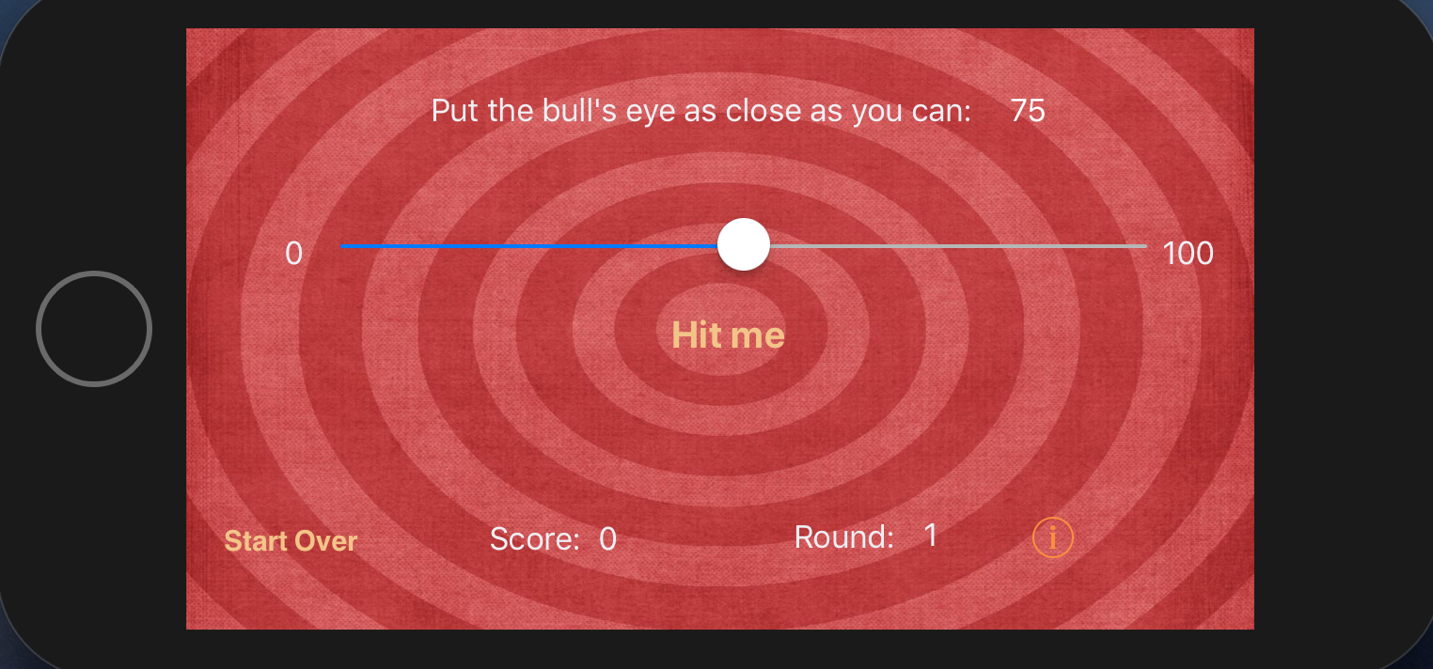 Put the bull's eye as close as you can: 75
0 100
Hit me
Start Over Score: 0 Round: 1 i